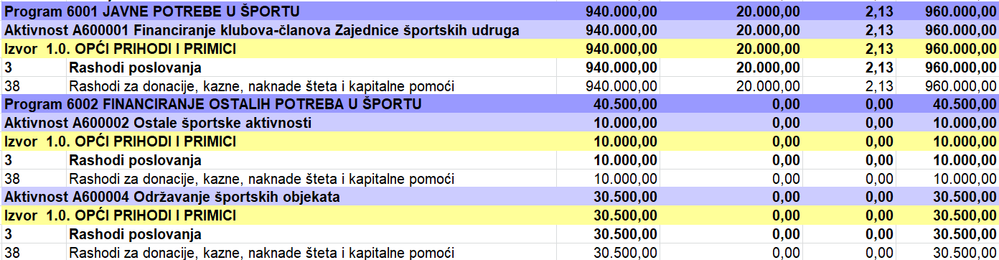 Program 6001 JAVNE POTREBE U ŠPORTU 940.000,00 20.000,00 2,13 960.000,00
Aktivnost A600001 Financiranje klubova-članova Zajednice športskih udruga 940.000,00 20.000,00 2,13 960.000,00
Izvor 1.0. OPĆI PRIHODI I PRIMICI 940.000,00 20.000,00 2,13 960.000,00
3 Rashodi poslovanja 940.000,00 20.000,00 2,13 960.000,00
38 Rashodi za donacije, kazne, naknade šteta i kapitalne pomoći 940.000,00 20.000,00 2,13 960.000,00
Program 6002 FINANCIRANJE OSTALIH POTREBA U ŠPORTU 40.500,00 0,00 0,00 40.500,00
Aktivnost A600002 Ostale športske aktivnosti 10.000,00 0,00 0,00 10.000,00
Izvor 1.0. OPĆI PRIHODI I PRIMICI 10.000,00 0,00 0,00 10.000,00
3 Rashodi poslovanja 10.000,00 0,00 0,00 10.000,00
38 Rashodi za donacije, kazne, naknade šteta i kapitalne pomoći 10.000,00 0,00 0,00 10.000,00
Aktivnost A600004 Održavanje športskih objekata 30.500,00 0,00 0,00 30.500,00
Izvor 1.0. OPĆI PRIHODI I PRIMICI 30.500,00 0,00 0,00 30.500,00
3 Rashodi poslovanja 30.500,00 0,00 0,00 30.500,00
38 Rashodi za donacije, kazne, naknade šteta i kapitalne pomoći 30.500,00 0,00 0,00 30.500,00